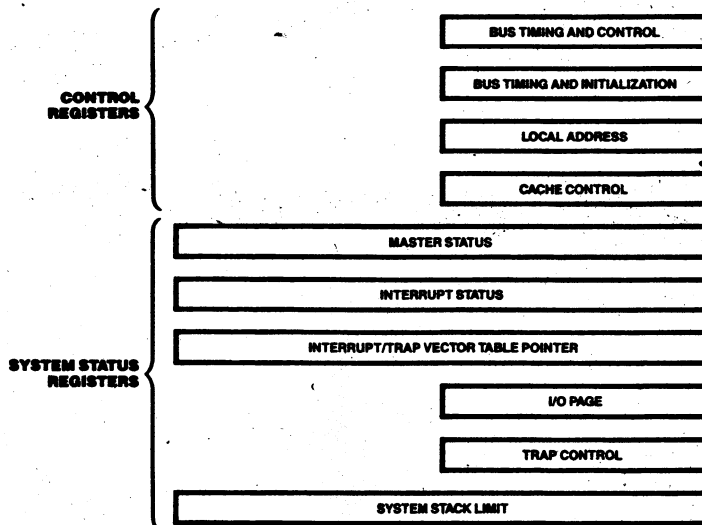 CONTROL
REGISTERS
BUS TIMING AND CONTROL
BUS TIMING AND INITIALIZATION
LOCAL ADDRESS
CACHE CONTROL
SYSTEM STATUS
REGISTERS
MASTER STATUS
INTERRUPT STATUS
INTERRUPT/TRAP VECTOR TABLE POINTER
I/O PAGE
TRAP CONTROL
SYSTEM STACK LIMIT